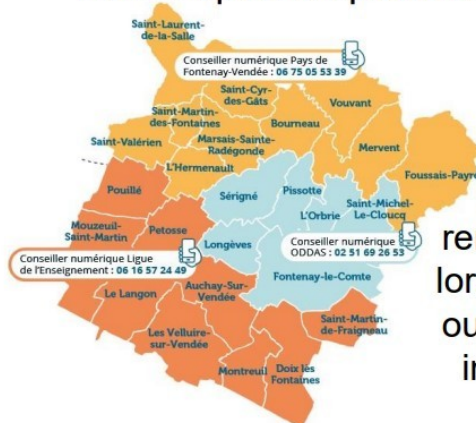 Saint-Laurent-
de-la-Salle
Conseiller numérique Pays de
Fontenay-Vendée : 06 75 05 53 39
Saint-Cyr-
des-Gâts
Vouvant
Saint-Martin-
des-Fontaines
Bourneau
Saint-Valérien
Marsais-Sainte-
Radégonde
Mervent
L'Hermenault
Foussais-Payré
Pouillé
Sérigné
Pissotte
Saint-Michel-
Le-Cloucq
L'Orbrie
Mouzeuil-
Saint-Martin
Petosse
Longèves
Conseiller numérique
ODDAS : 02 51 69 26 53
Conseiller numérique Ligue
de l'Enseignement : 06 16 57 24 49
Fontenay-le-Comte
Auchay-Sur-
Vendée
Le Langon
Saint-Martin-
de-Fraigneau
Les Velluire-
sur-Vendée
Montreuil
Doix lès
Fontaines
re
lor
ou
in